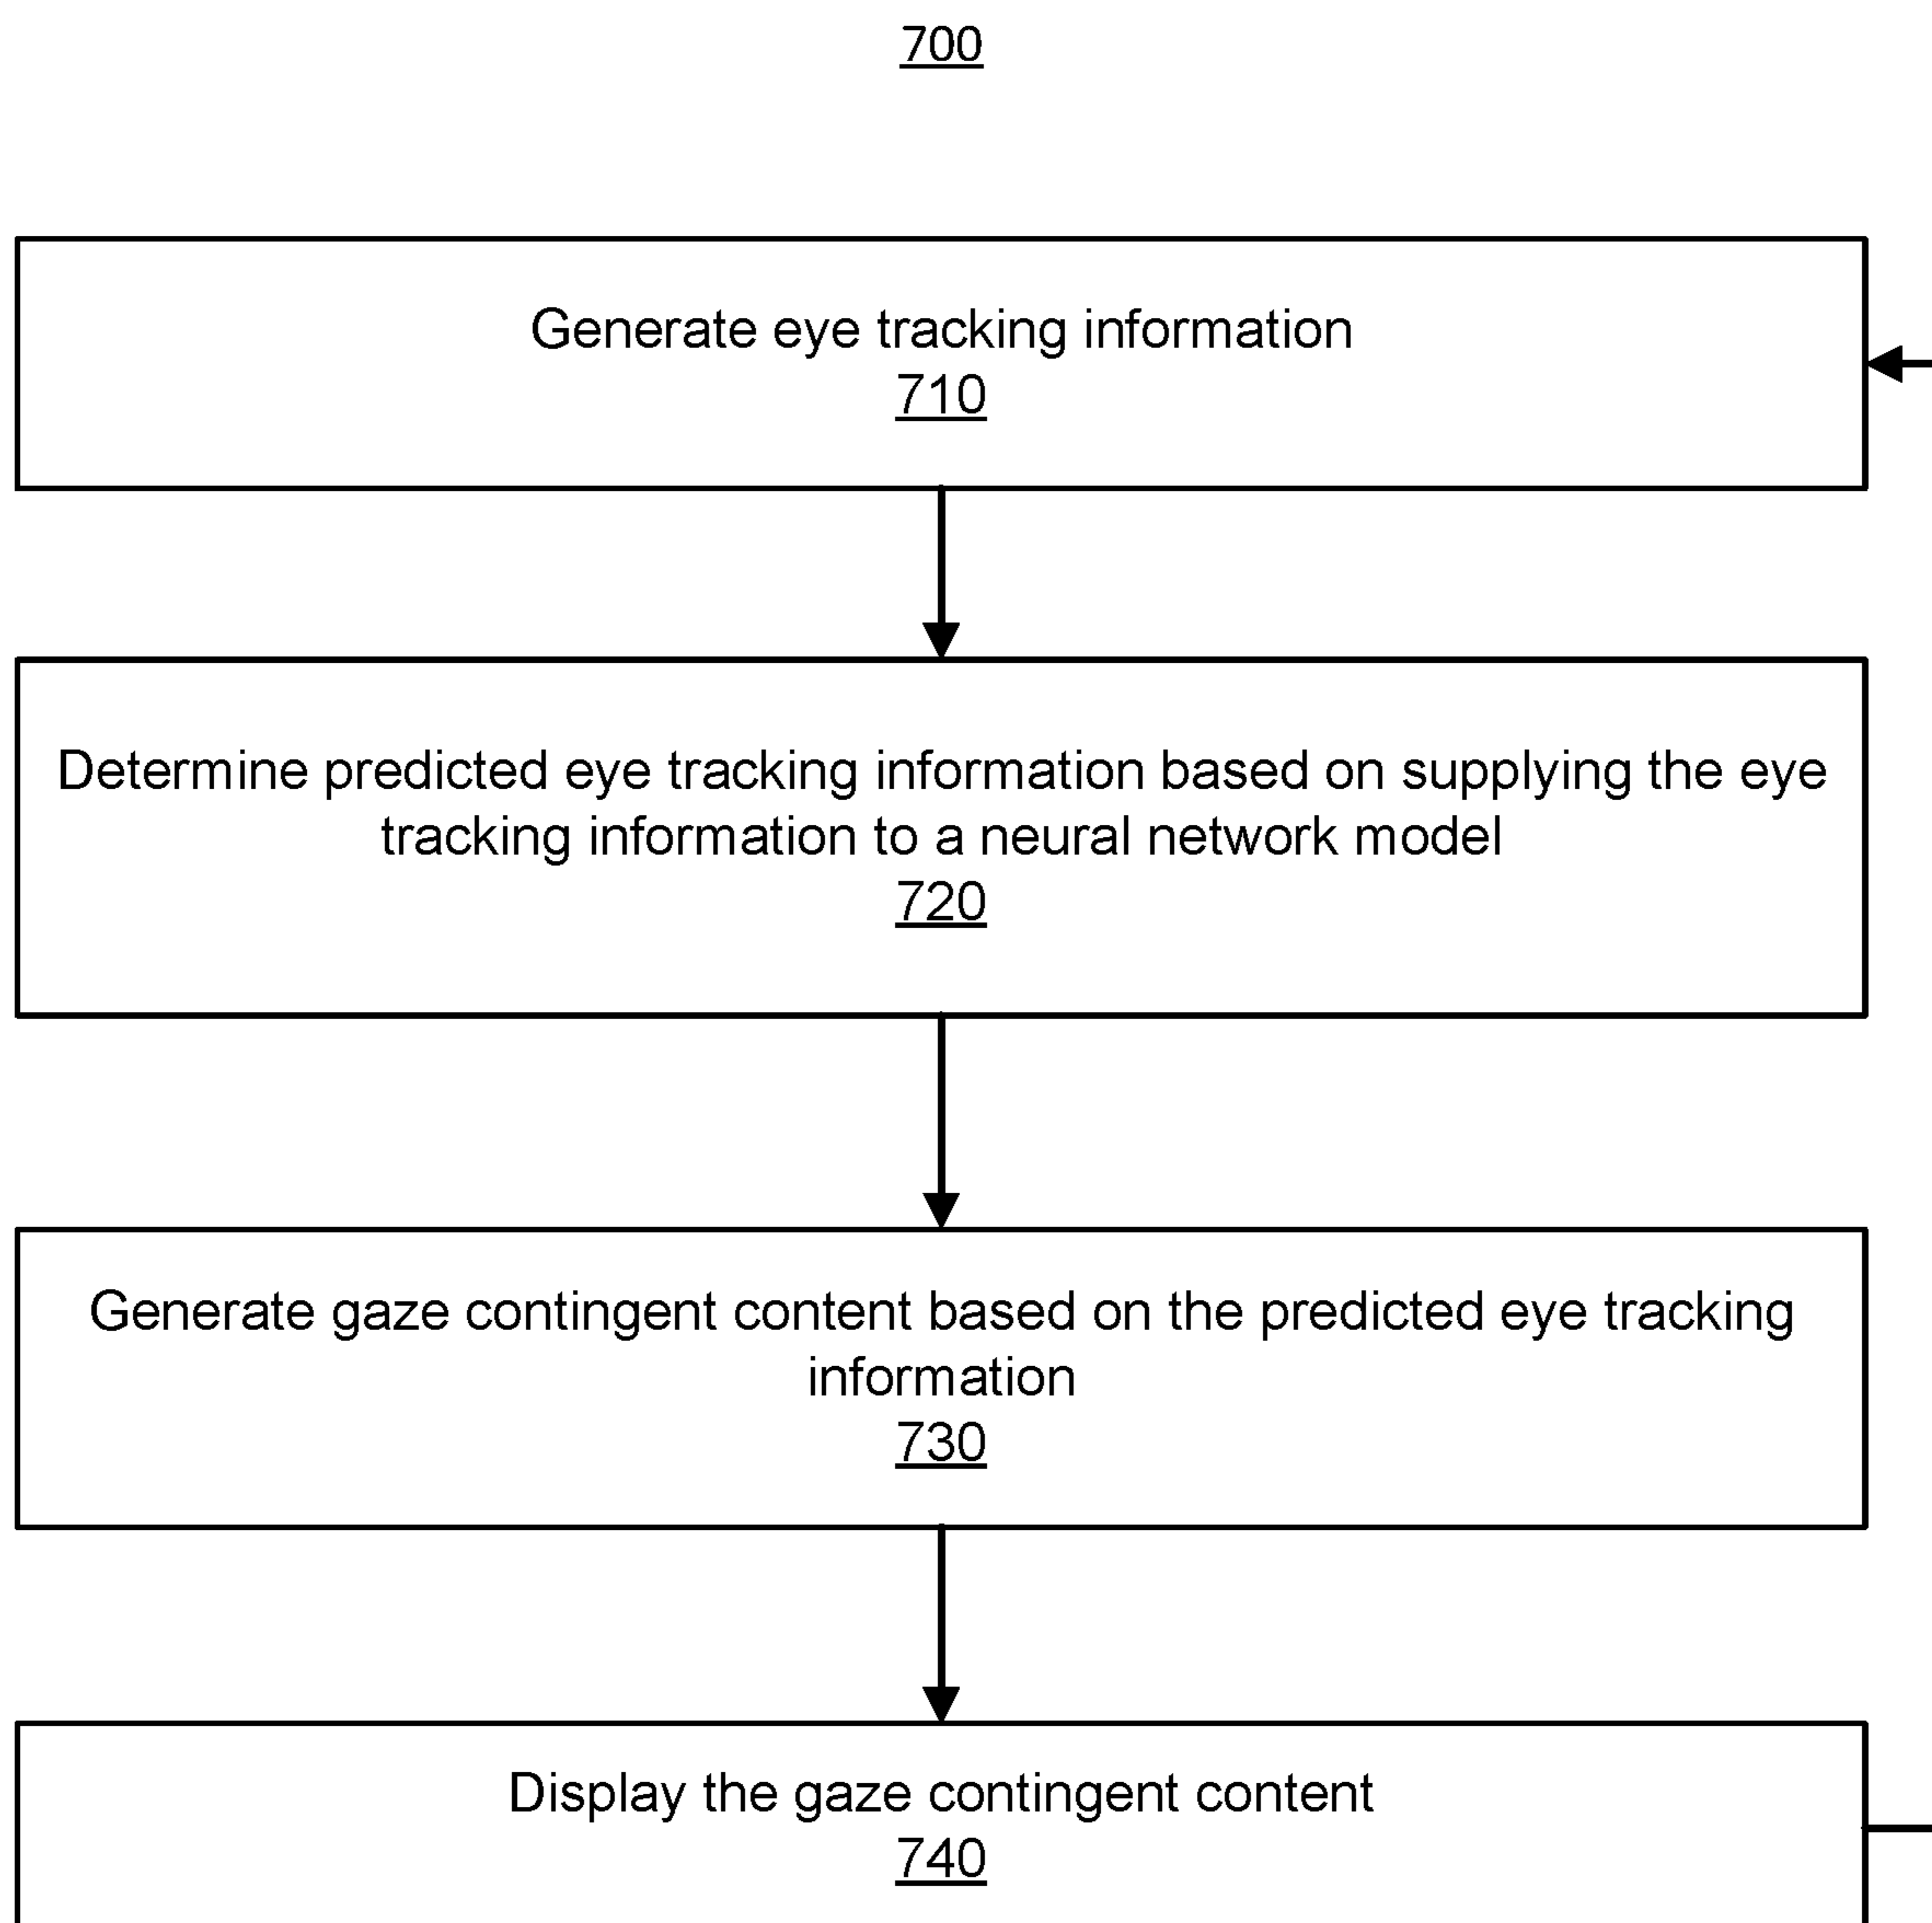 700
Generate eye tracking information
710
Determine predicted eye tracking information based on supplying the eye
tracking information to a neural network model
720
Generate gaze contingent content based on the predicted eye tracking
information
730
Display the gaze contingent content
740